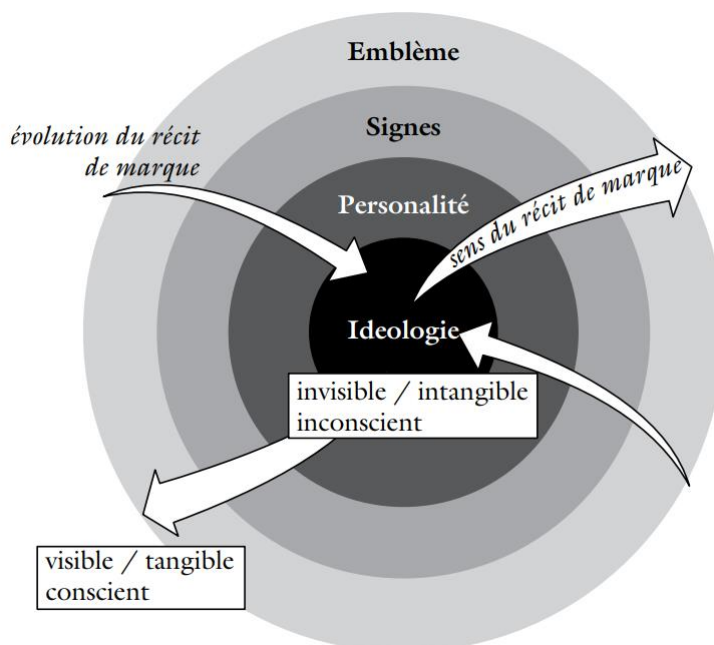 Emblème
Signes
évolution du récit
de marque
Personalité
sens du récit de marque
Ideologie
invisible / intangible
inconscient
visible / tangible
conscient